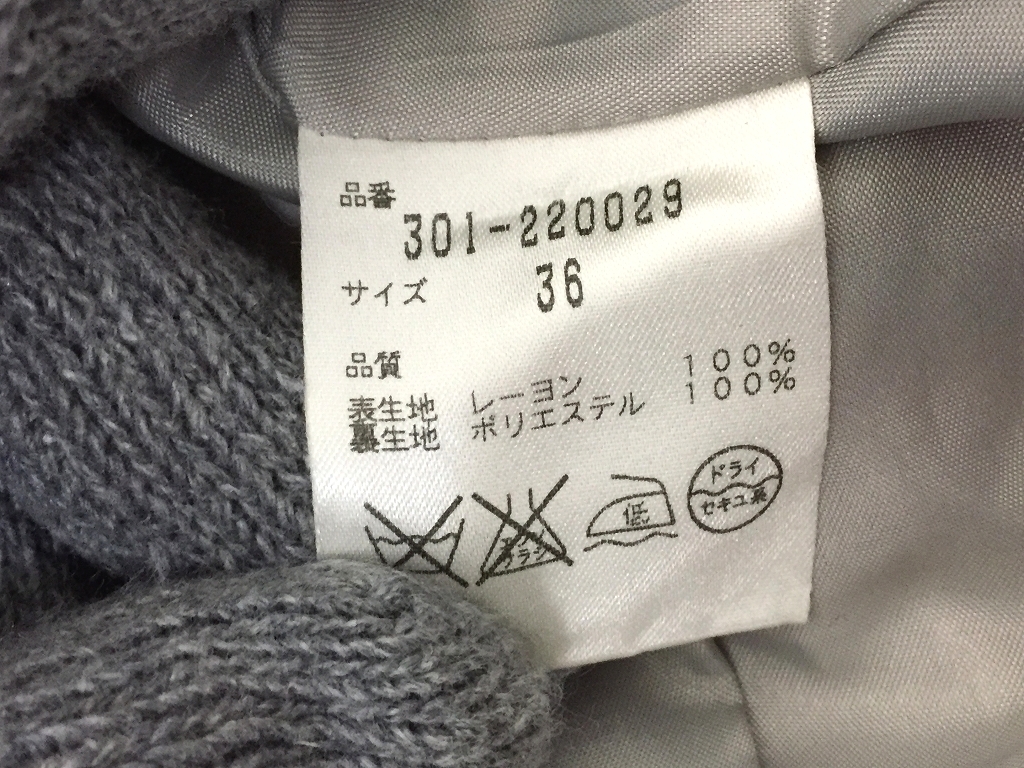 品番
301-220029
サイズ 36
品質
表生地 レーヨン 100%
裏生地 ポリエステル 100%
低
ドライ
セキユ系